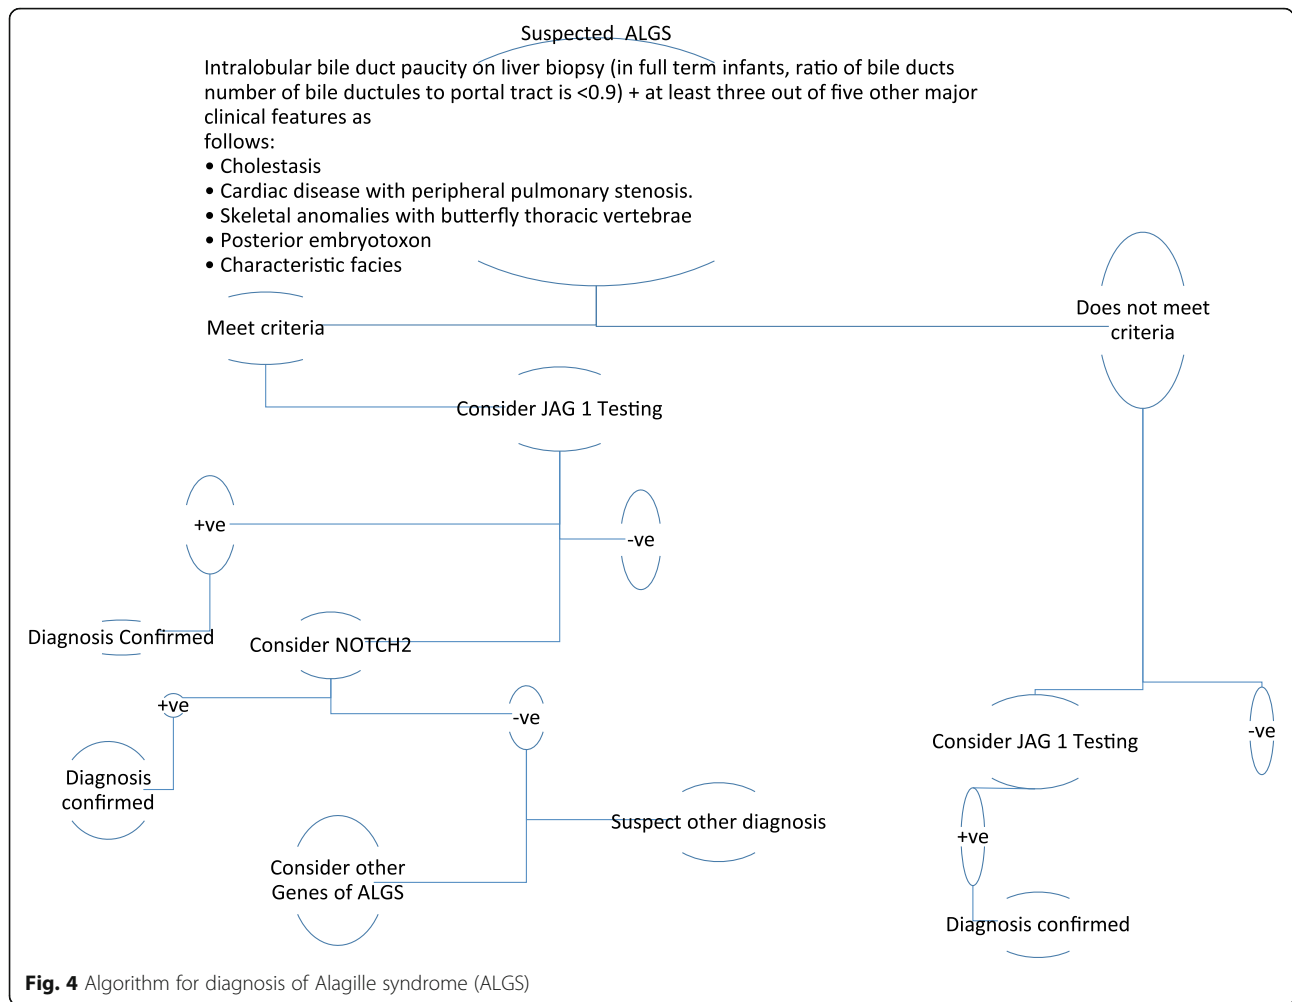 Suspected ALGS
Intralobular bile duct paucity on liver biopsy (in full term infants, ratio of bile ducts
number of bile ductules to portal tract is <0.9) + at least three out of five other major
clinical features as
follows:
• Cholestasis
• Cardiac disease with peripheral pulmonary stenosis.
• Skeletal anomalies with butterfly thoracic vertebrae
• Posterior embryotoxon
• Characteristic facies
Meet criteria
Does not meet
criteria
Consider JAG 1 Testing
+ve
-ve
Diagnosis Confirmed
Consider NOTCH2
+ve
-ve
Diagnosis
confirmed
Suspect other diagnosis
Consider other
Genes of ALGS
Consider JAG 1 Testing
-ve
+ve
Diagnosis confirmed
Fig. 4 Algorithm for diagnosis of Alagille syndrome (ALGS)